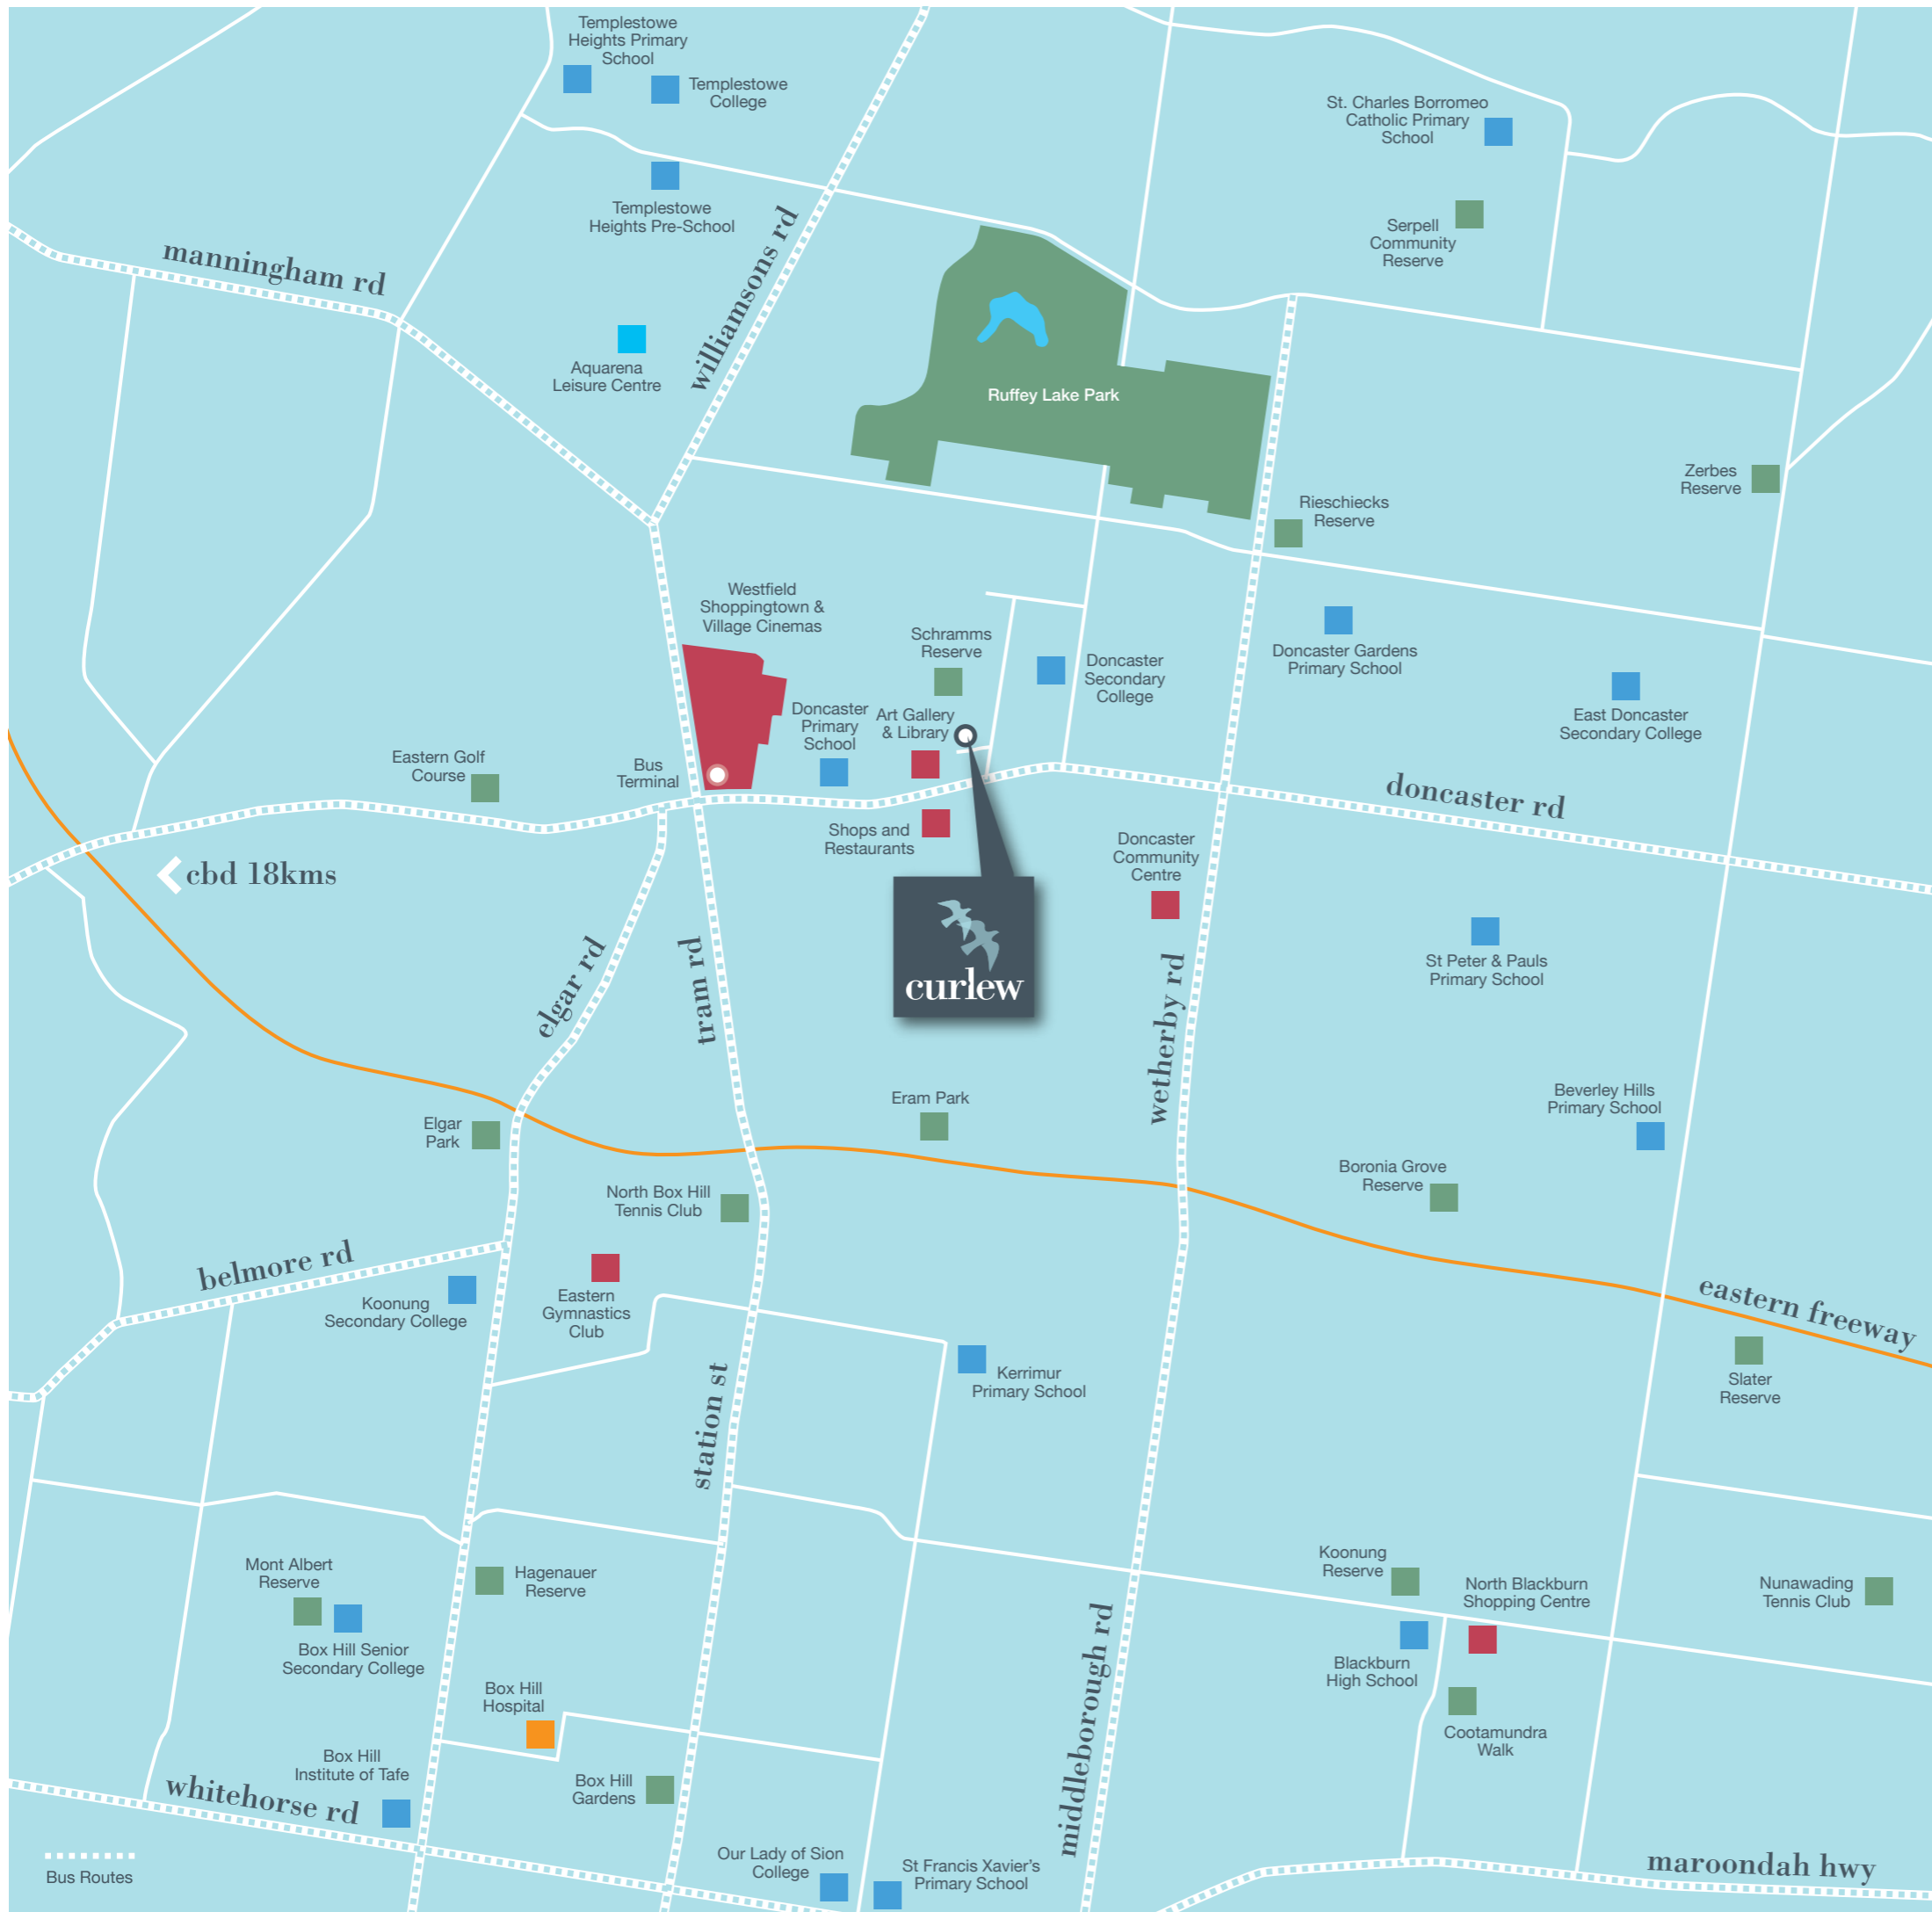 Templestowe
Heights Primary
School
Templestowe
College
St. Charles Borromeo
Catholic Primary
School
Templestowe
Heights Pre-School
Serpell
Community
Reserve
manningham rd
williamsons rd
Aquarena
Leisure Centre
Ruffey Lake Park
Zerbes
Reserve
Rieschiecks
Reserve
Westfield
Shoppingtown &
Village Cinemas
Schramms
Reserve
Doncaster
Secondary
College
Doncaster Gardens
Primary School
East Doncaster
Secondary College
Doncaster
Primary
School
Art Gallery
& Library
Eastern Golf
Course
Bus
Terminal
doncaster rd
Shops and
Restaurants
Doncaster
Community
Centre
cbd 18kms
curlew
St Peter & Pauls
Primary School
elgar rd
tram rd
wetherby rd
Eram Park
Beverley Hills
Primary School
Elgar
Park
Boronia Grove
Reserve
North Box Hill
Tennis Club
belmore rd
Koonung
Secondary College
Eastern
Gymnastics
Club
eastern freeway
Kerrimur
Primary School
Slater
Reserve
station st
Mont Albert
Reserve
Hagenauer
Reserve
Koonung
Reserve
North Blackburn
Shopping Centre
Nunawading
Tennis Club
Box Hill Senior
Secondary College
Blackburn
High School
middleborough rd
Box Hill
Hospital
Cootamundra
Walk
Box Hill
Institute of Tafe
Box Hill
Gardens
whitehorse rd
Our Lady of Sion
College
St Francis Xavier's
Primary School
maroondah hwy
Bus Routes